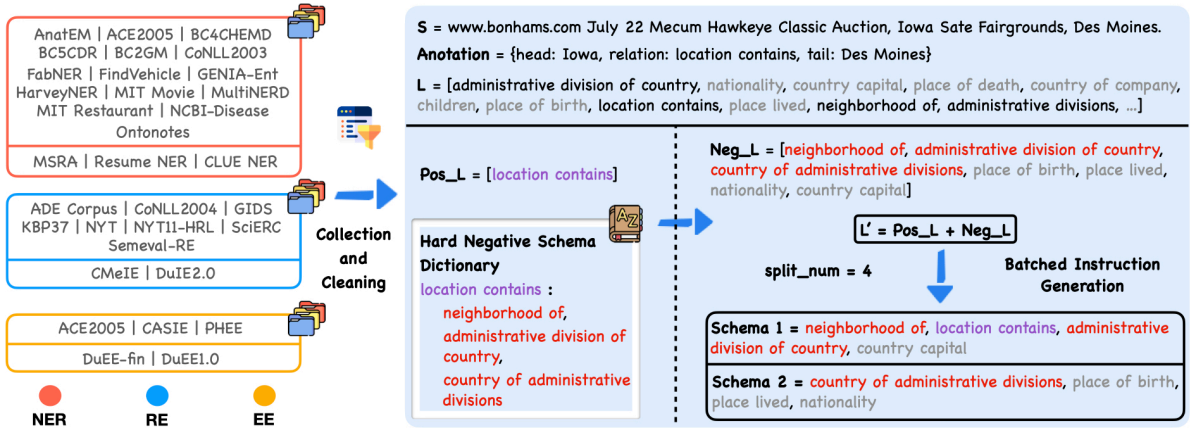 AnatEM | ACE2005 | BC4CHEMD
BC5CDR | BC2GM | CoNLL2003
FabNER | FindVehicle | GENIA-Ent
HarveyNER | MIT Movie | MultiNERD
MIT Restaurant | NCBI-Disease
Ontonotes
MSRA | Resume NER | CLUE NER
ADE Corpus | CoNLL2004 | GIDS
KBP37 | NYT | NYT11-HRL | SciERC
Semeval-RE
CMeIE | DuIE2.0
ACE2005 | CASIE | PHEE
DuEE-fin | DuEE1.0
NER
RE
EE
Collection
and
Cleaning
S = www.bonhams.com July 22 Mecum Hawkeye Classic Auction, Iowa Sate Fairgrounds, Des Moines.
Anotation = {head: Iowa, relation: location contains, tail: Des Moines}
L = [administrative division of country, nationality, country capital, place of death, country of company,
children, place of birth, location contains, place lived, neighborhood of, administrative divisions, ...]
Pos_L = [location contains]
A Z
Hard Negative Schema
Dictionary
location contains :
neighborhood of,
administrative division of
country,
country of administrative
divisions
Neg_L = [neighborhood of, administrative division of country,
country of administrative divisions, place of birth, place lived,
nationality, country capital]
L' = Pos_L + Neg_L
split_num = 4
Batched Instruction
Generation
Schema 1 = neighborhood of, location contains, administrative
division of country, country capital
Schema 2 = country of administrative divisions, place of birth,
place lived, nationality